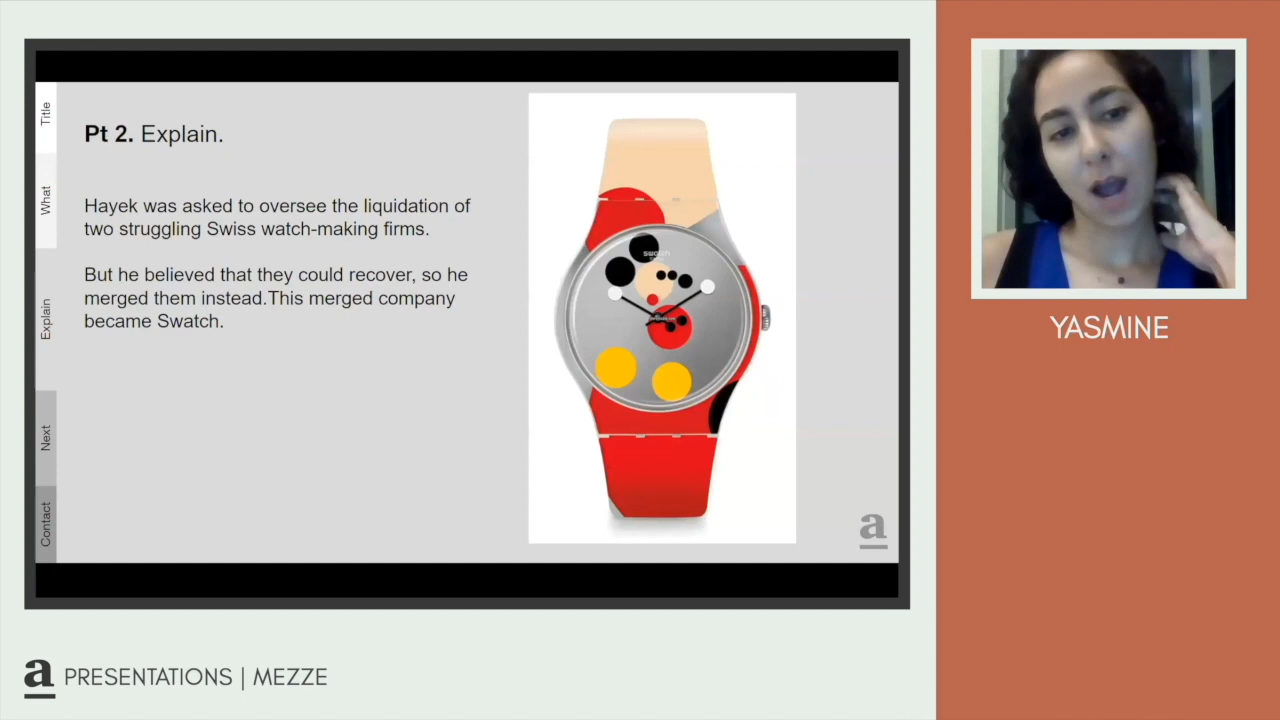 Title
What
Explain
Next
Contact
Pt 2. Explain.
Hayek was asked to oversee the liquidation of
two struggling Swiss watch-making firms.
But he believed that they could recover, so he
merged them instead.This merged company
became Swatch.
swatch
a
YASMINE
a PRESENTATIONS | MEZZE